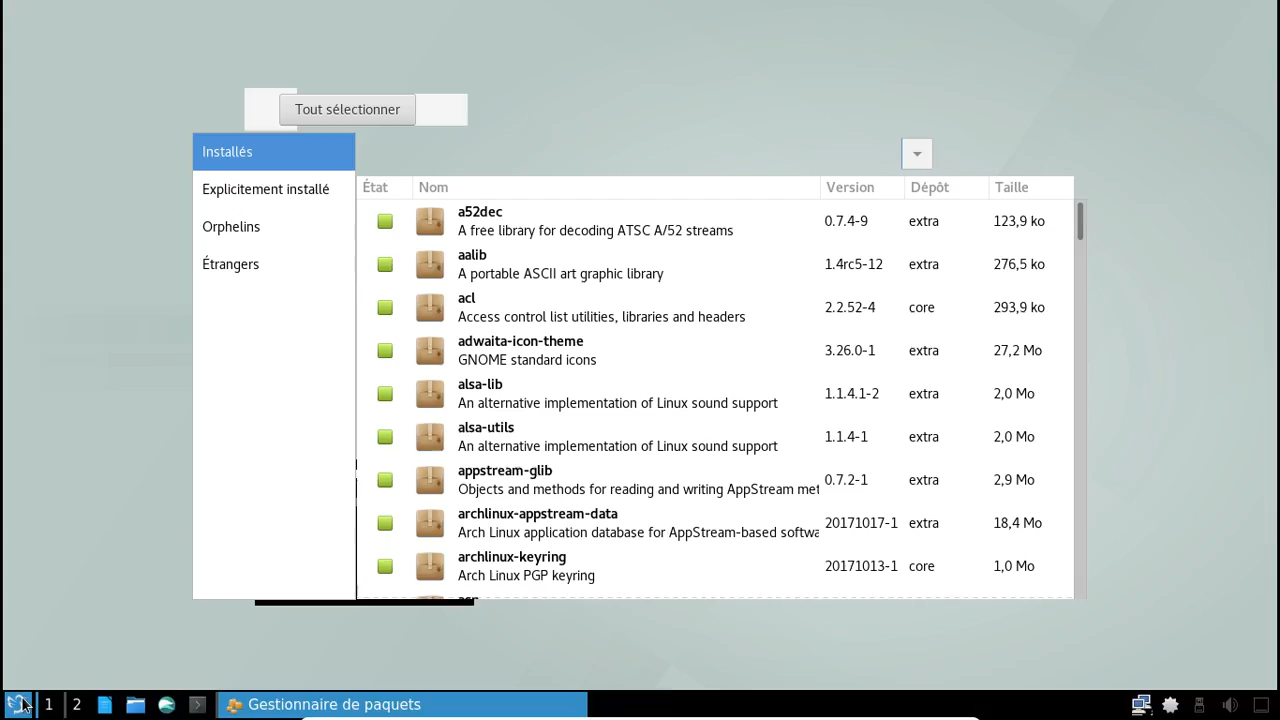 Tout sélectionner
Installés
Explicitement installé
Orphelins
Étrangers
État Nom Version Dépôt Taille
a52dec
A free library for decoding ATSC A/52 streams
0.7.4-9 extra 123,9 ko
aalib
A portable ASCII art graphic library
1.4rc5-12 extra 276,5 ko
acl
Access control list utilities, libraries and headers
2.2.52-4 core 293,9 ko
adwaita-icon-theme
GNOME standard icons
3.26.0-1 extra 27,2 Mo
alsa-lib
An alternative implementation of Linux sound support
1.1.4.1-2 extra 2,0 Mo
alsa-utils
An alternative implementation of Linux sound support
1.1.4-1 extra 2,0 Mo
appstream-glib
Objects and methods for reading and writing AppStream met
0.7.2-1 extra 2,9 Mo
archlinux-appstream-data
Arch Linux application database for AppStream-based softwa
20171017-1 extra 18,4 Mo
archlinux-keyring
Arch Linux PGP keyring
20171013-1 core 1,0 Mo
1 2 Gestionnaire de paquets